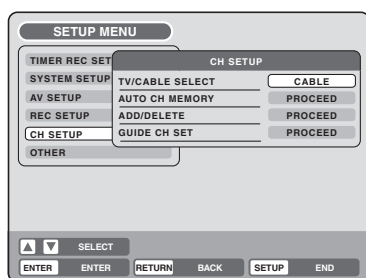 SETUP MENU
TIMER REC SET
SYSTEM SETUP
AV SETUP
REC SETUP
CH SETUP
OTHER
CH SETUP
TV/CABLE SELECT CABLE
AUTO CH MEMORY PROCEED
ADD/DELETE PROCEED
GUIDE CH SET PROCEED
▲ ▼ SELECT
ENTER ENTER RETURN BACK SETUP END